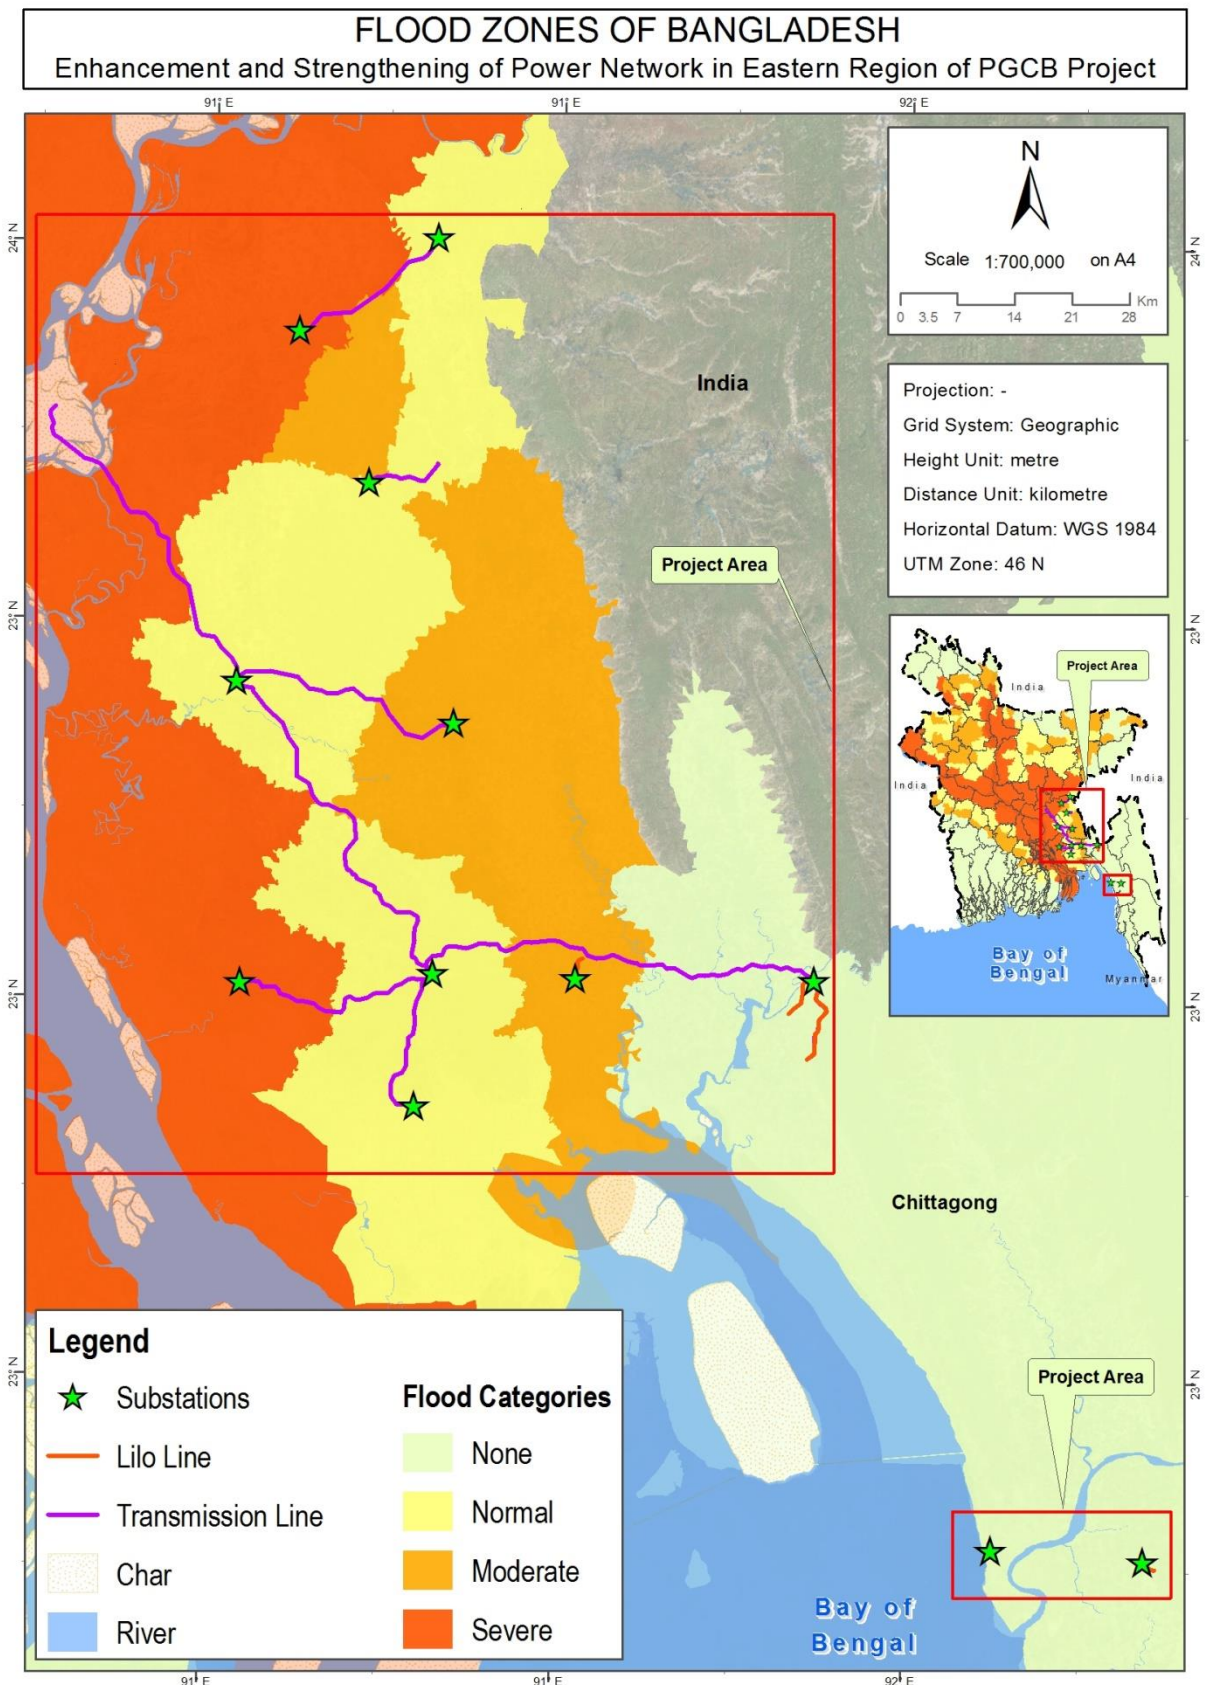 FLOOD ZONES OF BANGLADESH
Enhancement and Strengthening of Power Network in Eastern Region of PGCB Project
91°E 91°E 92°E
24°N 24°N
N
Scale 1:700,000 on A4
Km
0 3.5 7 14 21 28
India
Projection: -
Grid System: Geographic
Height Unit: metre
Distance Unit: kilometre
Horizontal Datum: WGS 1984
UTM Zone: 46 N
Project Area
23°N 23°N
Project Area
India
India
India
Bay of
Bengal
Myanmar
23°N 23°N
Chittagong
Project Area
23°N 23°N
Legend
Substations
Lilo Line
Transmission Line
Char
River
Flood Categories
None
Normal
Moderate
Severe
Bay of
Bengal
91°E 91°E 92°E